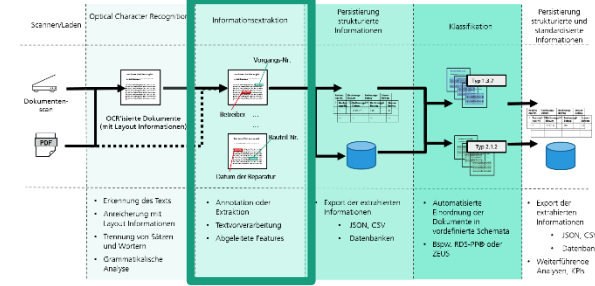 Scanner/Laden
Optical Character Recognition
Informationsextraktion
Persistierung
strukturierte
Informationen
Klassifikation
Persistierung
strukturierte und
standardisierte
Informationen
Dokumenten-
scan
PDF
OCR'isierte Dokumente
(mit Layout Informationen)
Vorgangs-Nr.
Betreiber
...
...
Bauteil Nr.
Datum der Reparatur
Typ 1.3.2
Typ 2.1.2
• Erkennung des Texts
• Anreicherung mit
Layout Informationen
• Trennung von Sätzen
und Wörtern
• Grammatikalische
Analyse
• Annotation oder
Extraktion
• Textvorverarbeitung
• Abgeleitete Features
• Export der extrahierten
Informationen
• JSON, CSV
• Datenbanken
• Automatisierte
Einordnung der
Dokumente in
vordefinierte Schemata
• Bspw. RDS-PP® oder
ZEUS
• Export der
extrahierten
Informationen
• JSON, CSV
• Datenban
• Weiterführende
Analysen, KPIs